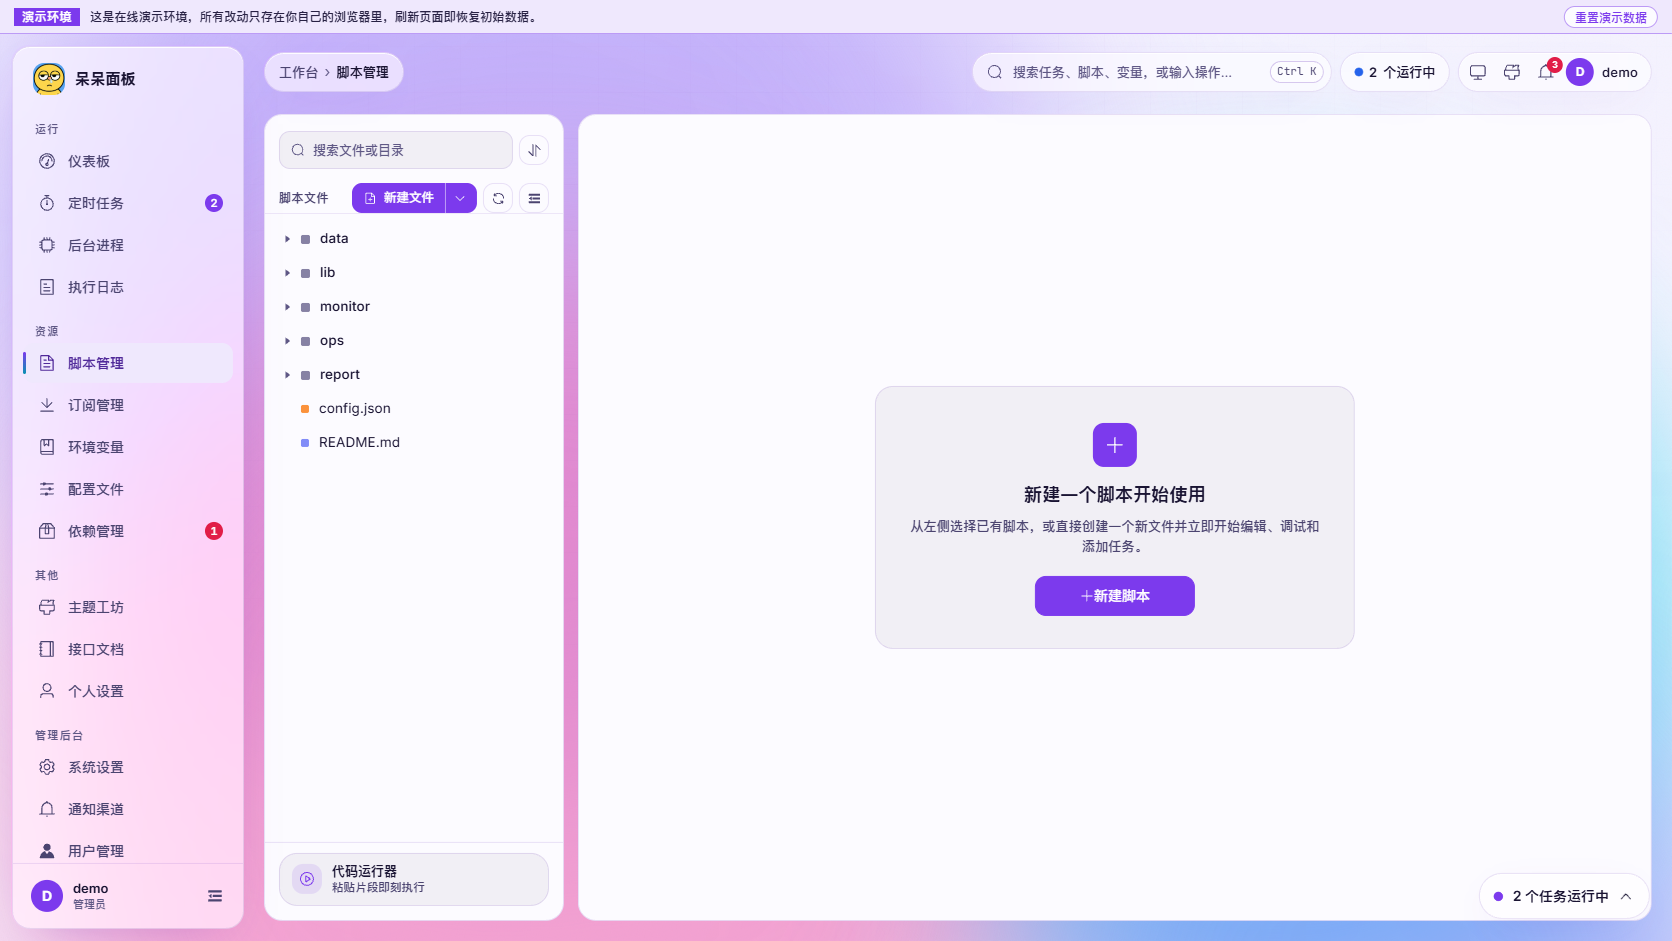 演示环境 这是在线演示环境，所有改动只存在你自己的浏览器里，刷新页面即恢复初始数据。 重置演示数据
呆呆面板
运行
仪表板
定时任务 2
后台进程
执行日志
资源
脚本管理
订阅管理
环境变量
配置文件
依赖管理 1
其他
主题工坊
接口文档
个人设置
管理后台
系统设置
通知渠道
用户管理
D demo
管理员
工作台 › 脚本管理
搜索任务、脚本、变量，或输入操作... Ctrl K
2 个运行中
3
D demo
搜索文件或目录
脚本文件 新建文件
data
lib
monitor
ops
report
config.json
README.md
代码运行器
粘贴片段即刻执行
新建一个脚本开始使用
从左侧选择已有脚本，或直接创建一个新文件并立即开始编辑、调试和
添加任务。
新建脚本
2 个任务运行中